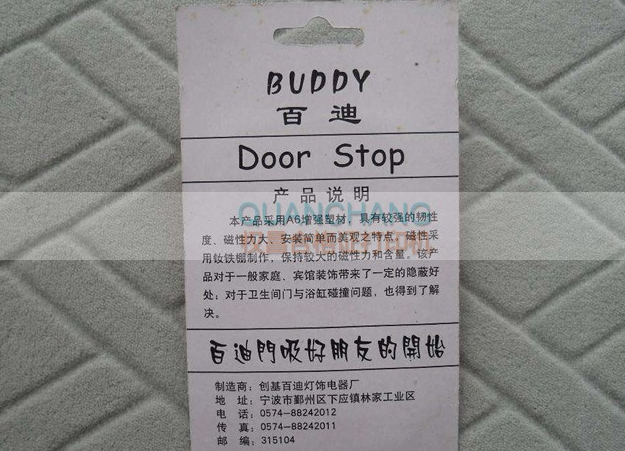 BUDDY
百迪
Door Stop
产品说明
QUANCHANG
本产品采用A6增强塑材，具有较强的韧性
度、磁性力大、安装简单而美观之特点，磁性采
用钕铁棚制作，保持较大的磁性力和含量。该产
品对于一般家庭、宾馆装饰带来了一定的隐蔽好
处；对于卫生间门与浴缸碰撞问题，也得到了解
决。
百迪門吸好朋友的開始
制造商：创基百迪灯饰电器厂
地 址：宁波市鄞州区下应镇林家工业区
电 话：0574-88242012
传 真：0574-88242011
邮 编：315104